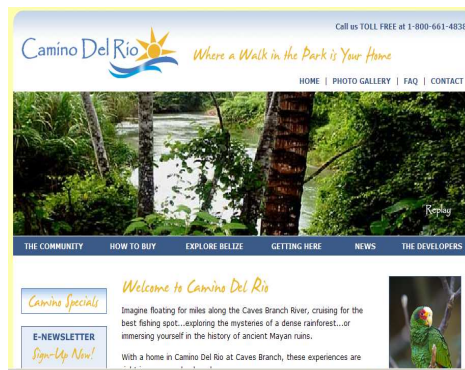 Call us TOLL FREE at 1-800-661-4838
Camino Del Rio
Where a Walk in the Park is Your Home
HOME | PHOTO GALLERY | FAQ | CONTACT
Replay
THE COMMUNITY HOW TO BUY EXPLORE BELIZE GETTING HERE NEWS THE DEVELOPERS
Camino Specials
E-NEWSLETTER
Sign-Up Now!
Welcome to Camino Del Rio
Imagine floating for miles along the Caves Branch River, cruising for the
best fishing spot...exploring the mysteries of a dense rainforest...or
immersing yourself in the history of ancient Mayan ruins.
With a home in Camino Del Rio at Caves Branch, these experiences are